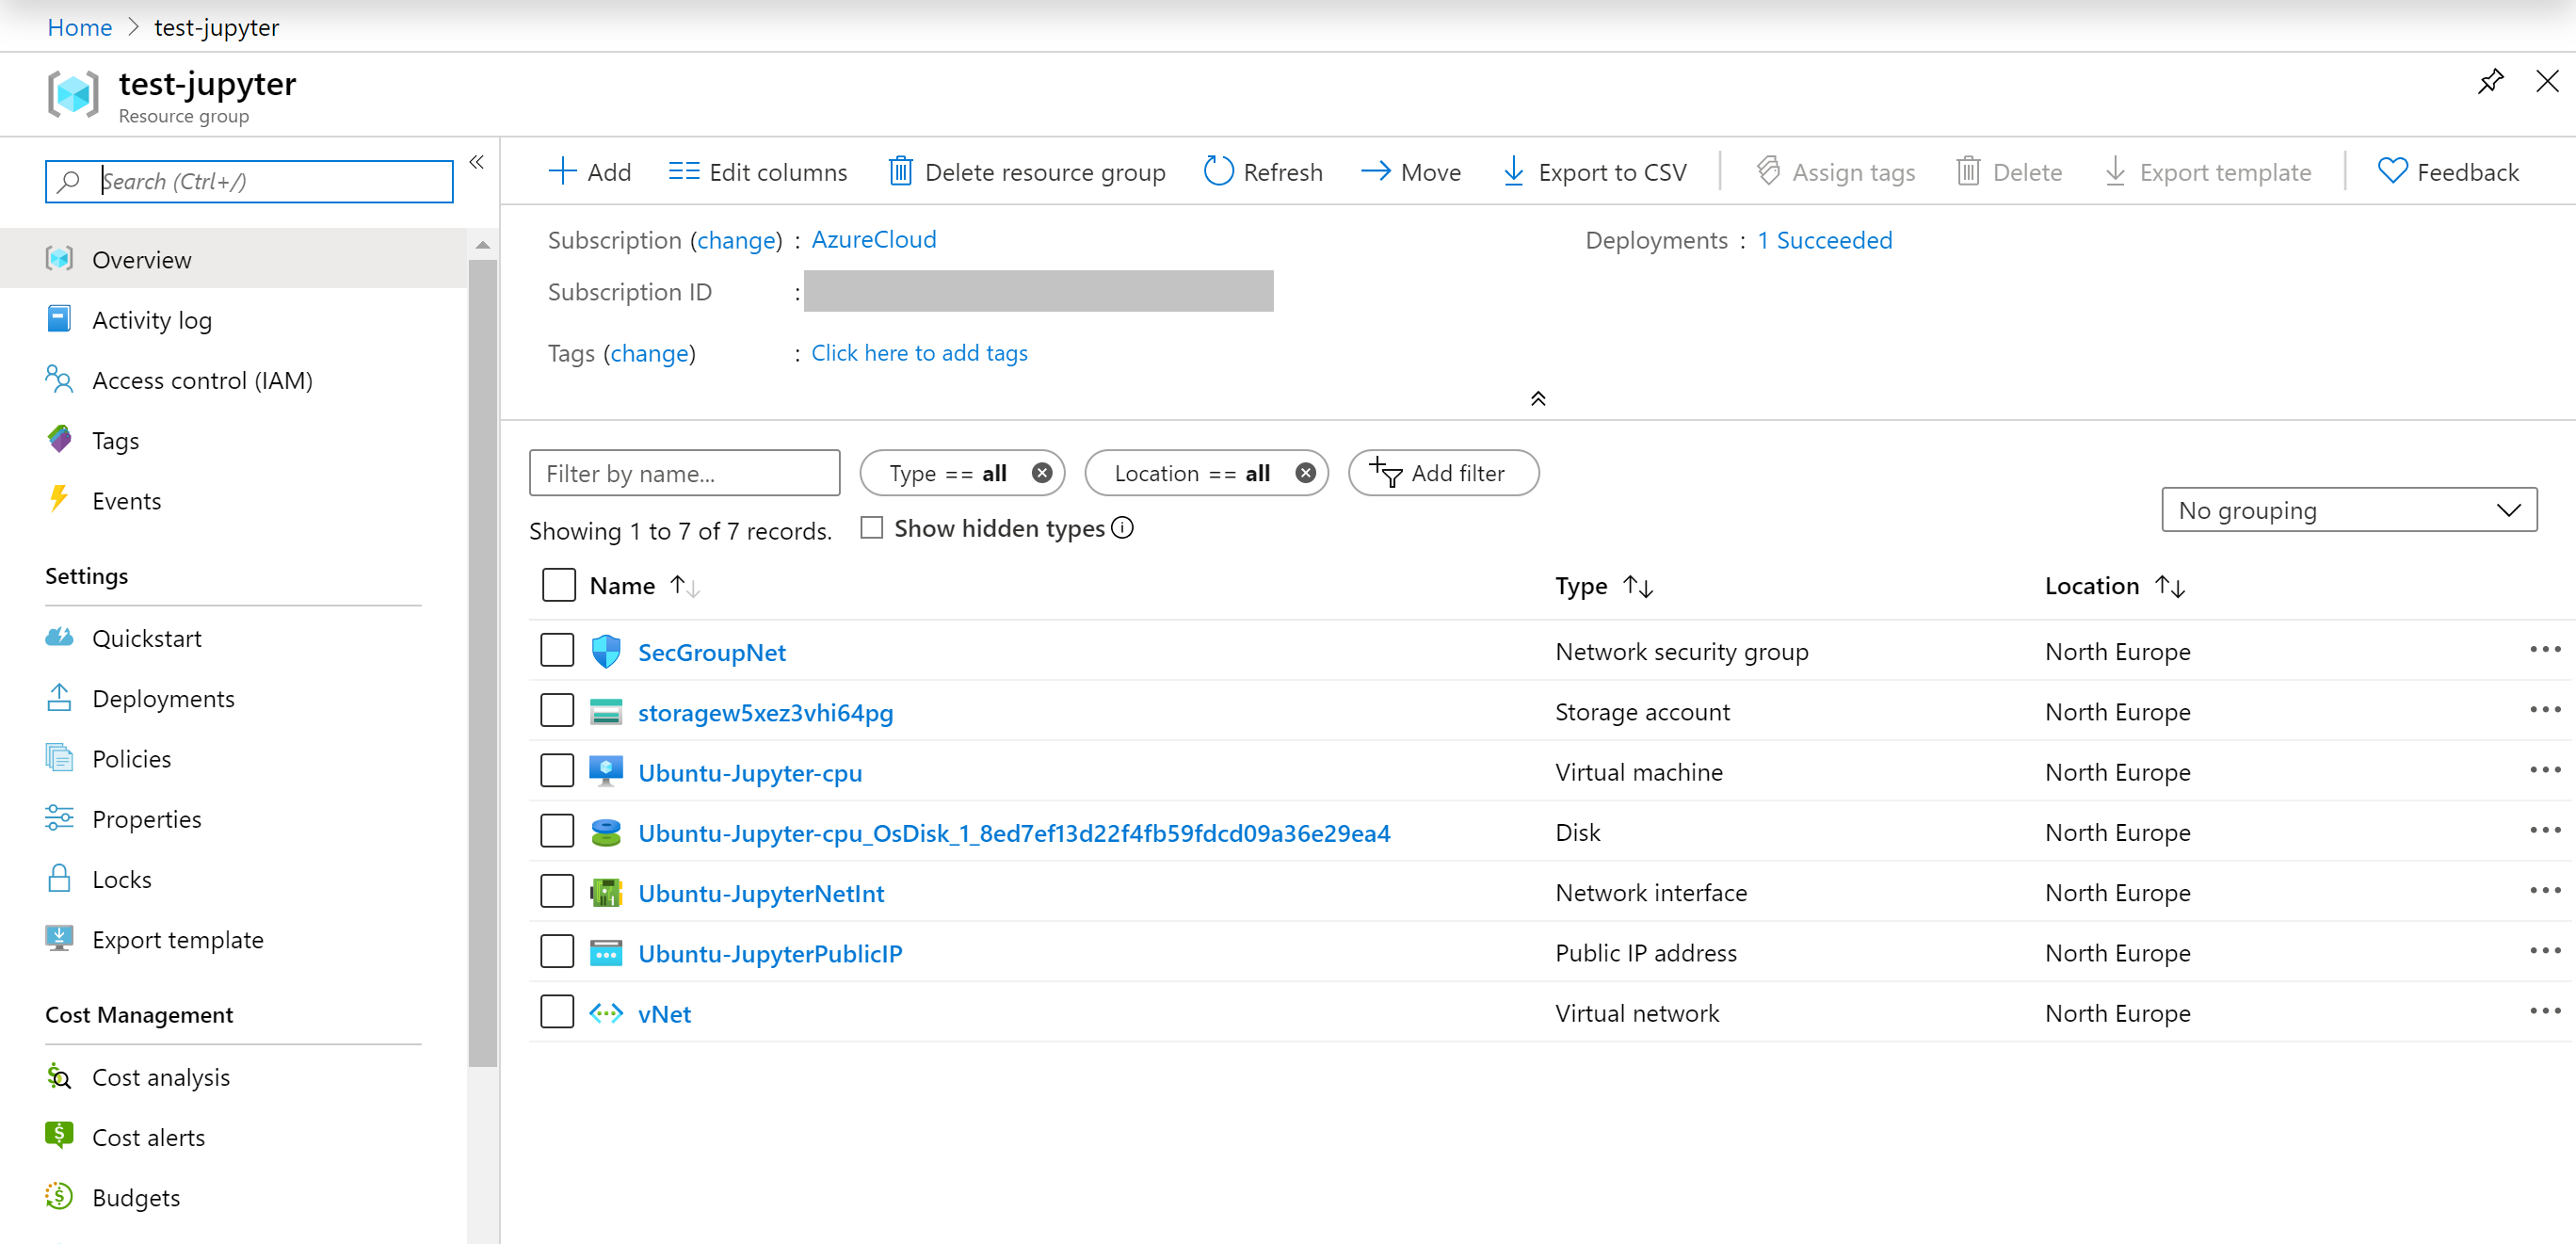 Home > test-jupyter
test-jupyter
Resource group
Search (Ctrl+/)
«
Add
Edit columns
Delete resource group
Refresh
Move
Export to CSV
Assign tags
Delete
Export template
Feedback
Overview
Activity log
Access control (IAM)
Tags
Events
Settings
Quickstart
Deployments
Policies
Properties
Locks
Export template
Cost Management
Cost analysis
Cost alerts
Budgets
Subscription (change) : AzureCloud
Deployments : 1 Succeeded
Subscription ID :
Tags (change) : Click here to add tags
Filter by name...
Type == all
Location == all
Add filter
Showing 1 to 7 of 7 records.
Show hidden types
No grouping
Name Type Location
SecGroupNet Network security group North Europe
storagew5xez3vhi64pg Storage account North Europe
Ubuntu-Jupyter-cpu Virtual machine North Europe
Ubuntu-Jupyter-cpu_OsDisk_1_8ed7ef13d22f4fb59fdcd09a36e29ea4 Disk North Europe
Ubuntu-JupyterNetInt Network interface North Europe
Ubuntu-JupyterPublicIP Public IP address North Europe
vNet Virtual network North Europe